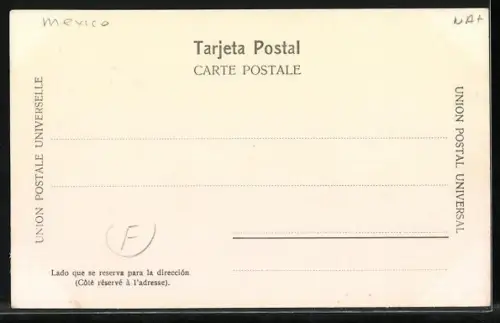 Mexico
NAT
Tarjeta Postal
CARTE POSTALE
UNION POSTALE UNIVERSELLE
UNION POSTAL UNIVERSAL
F
Lado que se reserva para la dirección
(Côté réservé à l'adresse).